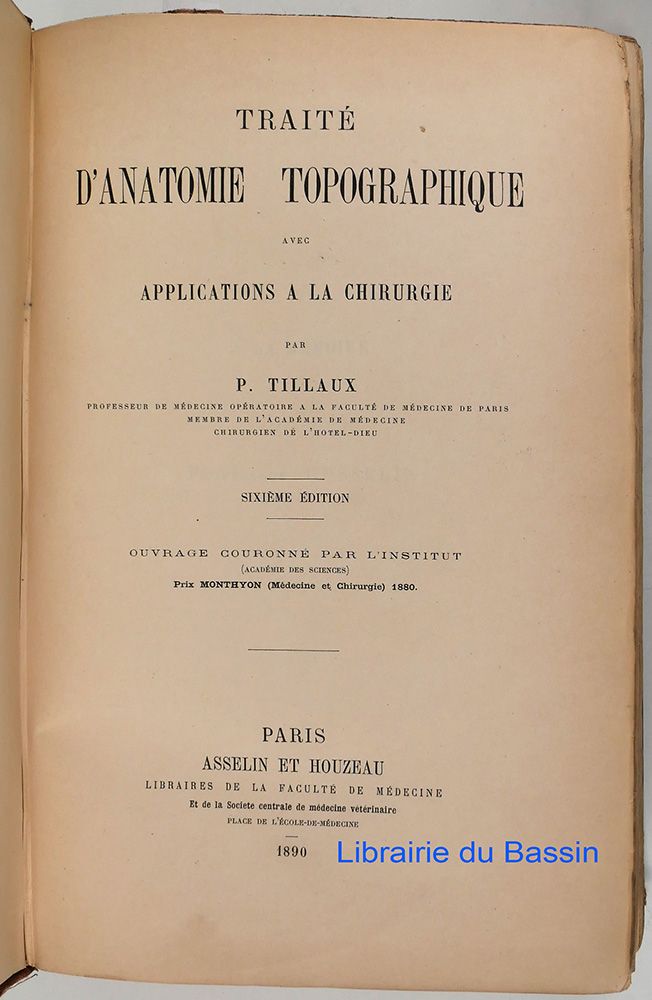 TRAITÉ
D'ANATOMIE TOPOGRAPHIQUE
AVEC
APPLICATIONS A LA CHIRURGIE
PAR
P. TILLAUX
PROFESSEUR DE MÉDECINE OPÉRATOIRE A LA FACULTÉ DE MÉDECINE DE PARIS
MEMBRE DE L'ACADÉMIE DE MÉDECINE
CHIRURGIEN DE L'HOTEL-DIEU
SIXIÈME ÉDITION
OUVRAGE COURONNÉ PAR L'INSTITUT
(ACADÉMIE DES SCIENCES)
Prix MONTHYON (Médecine et Chirurgie) 1880.
PARIS
ASSELIN ET HOUZEAU
LIBRAIRES DE LA FACULTÉ DE MÉDECINE
Et de la Societe centrale de médecine vétérinaire
PLACE DE L'ÉCOLE-DE-MÉDECINE
1890
Librairie du Bassin